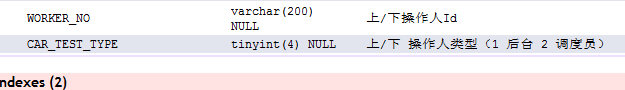 WORKER_NO varchar(200) NULL 上/下操作人Id
CAR_TEST_TYPE tinyint(4) NULL 上/下 操作人类型（1 后台 2 调度员）
ndexes (2)